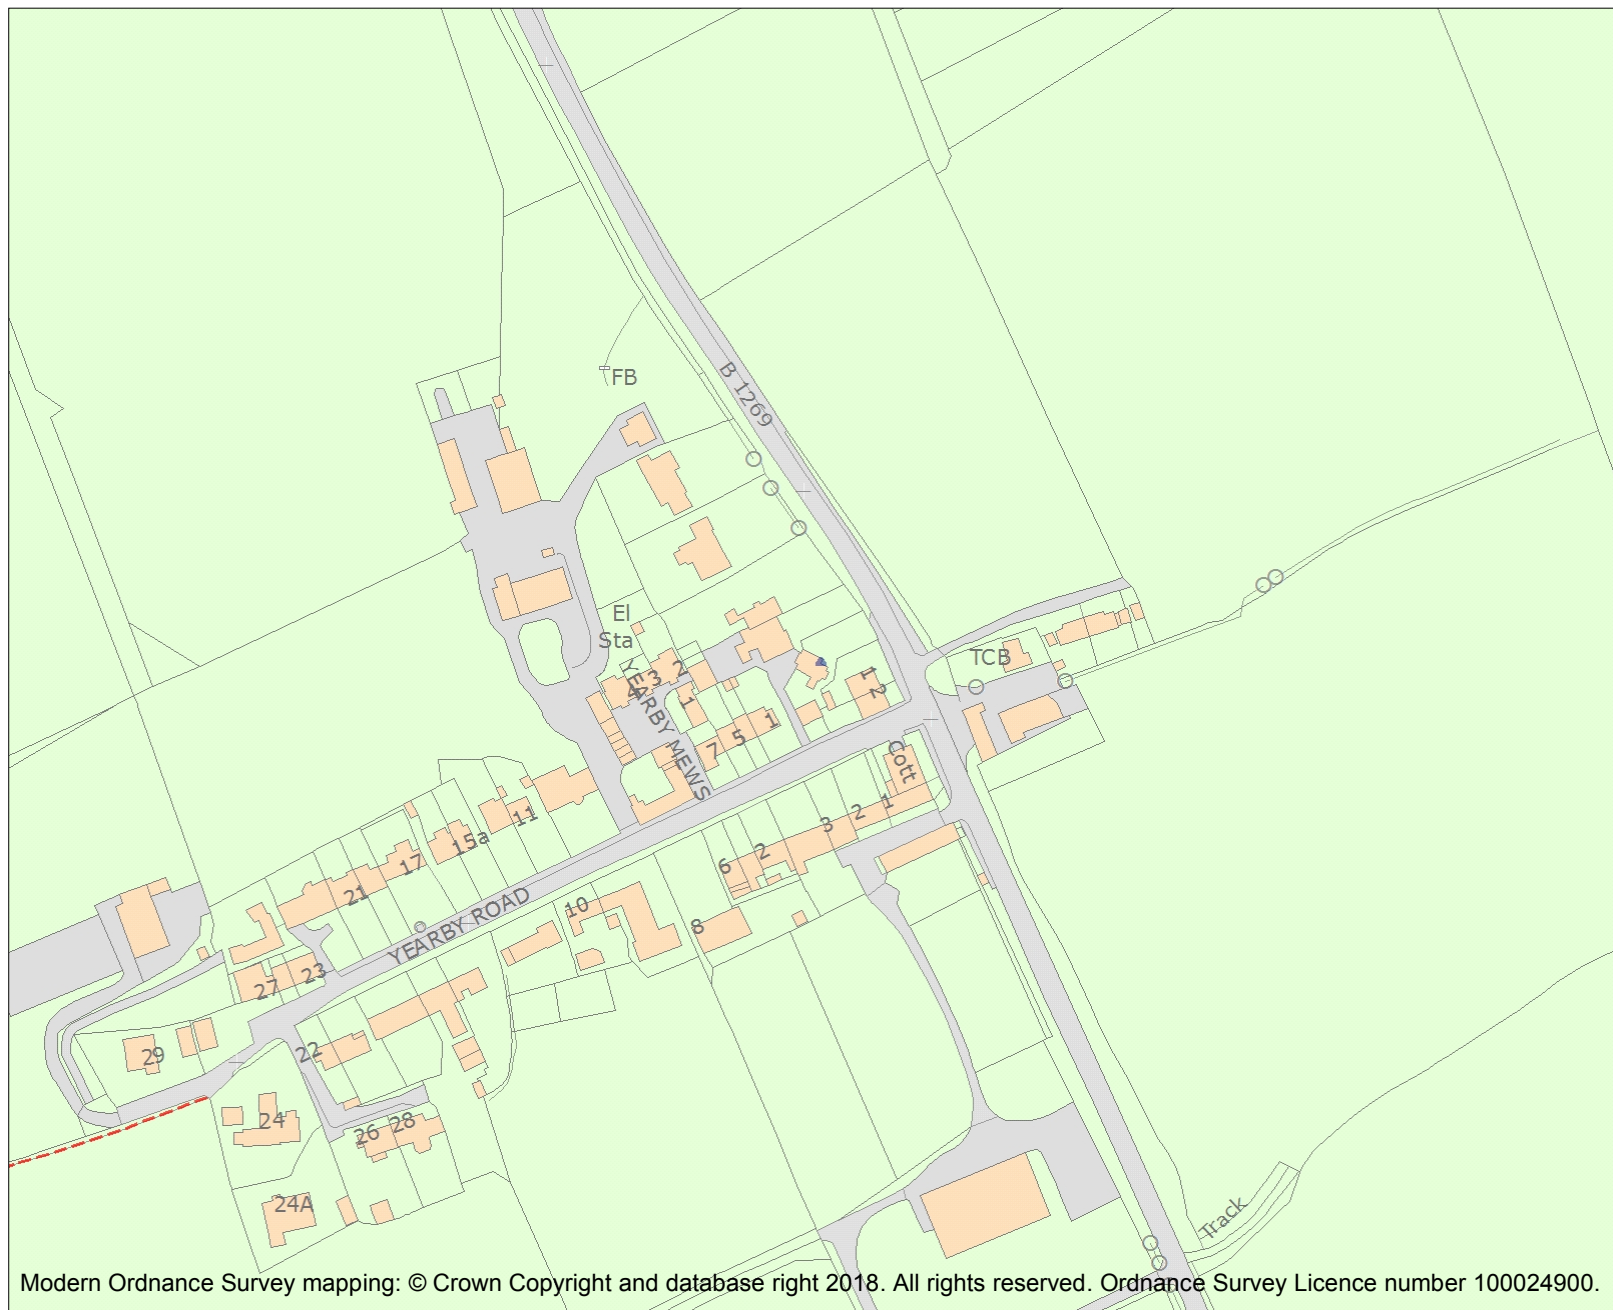 FB
B 1269
El
Sta
TCB
YEARBY MEWS
4
3
2
1
1
2
7
5
1
Cott
11
15a
17
21
23
27
29
YEARBY ROAD
10
8
6
2
3
2
1
22
24
26
28
24A
Track
Modern Ordnance Survey mapping: © Crown Copyright and database right 2018. All rights reserved. Ordnance Survey Licence number 100024900.